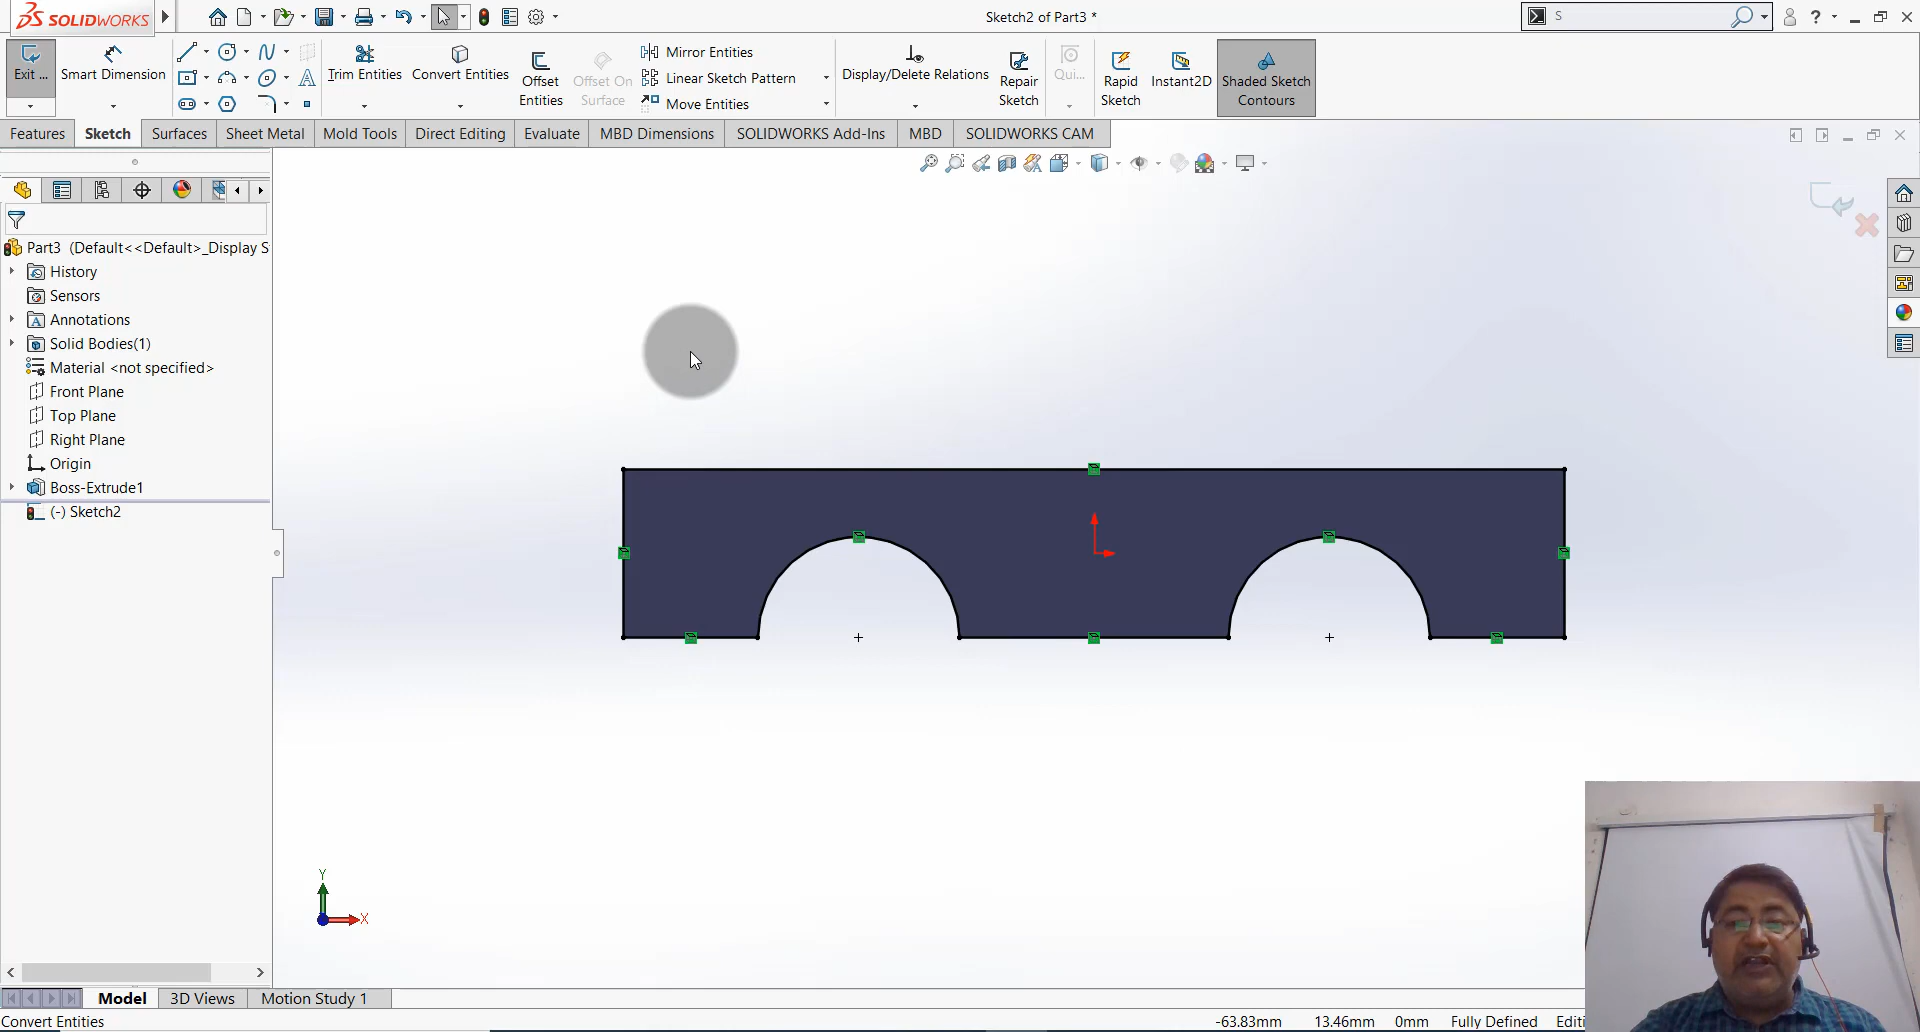 SOLIDWORKS
Sketch2 of Part3 *
S
Exit ...
Smart Dimension
Trim Entities
Convert Entities
Offset
Entities
Offset On
Surface
Mirror Entities
Linear Sketch Pattern
Move Entities
Display/Delete Relations
Repair
Sketch
Qui...
Rapid
Sketch
Instant2D
Shaded Sketch
Contours
Features
Sketch
Surfaces
Sheet Metal
Mold Tools
Direct Editing
Evaluate
MBD Dimensions
SOLIDWORKS Add-Ins
MBD
SOLIDWORKS CAM
Part3 (Default<<Default>_Display S
History
Sensors
Annotations
Solid Bodies(1)
Material <not specified>
Front Plane
Top Plane
Right Plane
Origin
Boss-Extrude1
(-) Sketch2
Y
X
Model
3D Views
Motion Study 1
Convert Entities
-63.83mm
13.46mm
0mm
Fully Defined
Editi